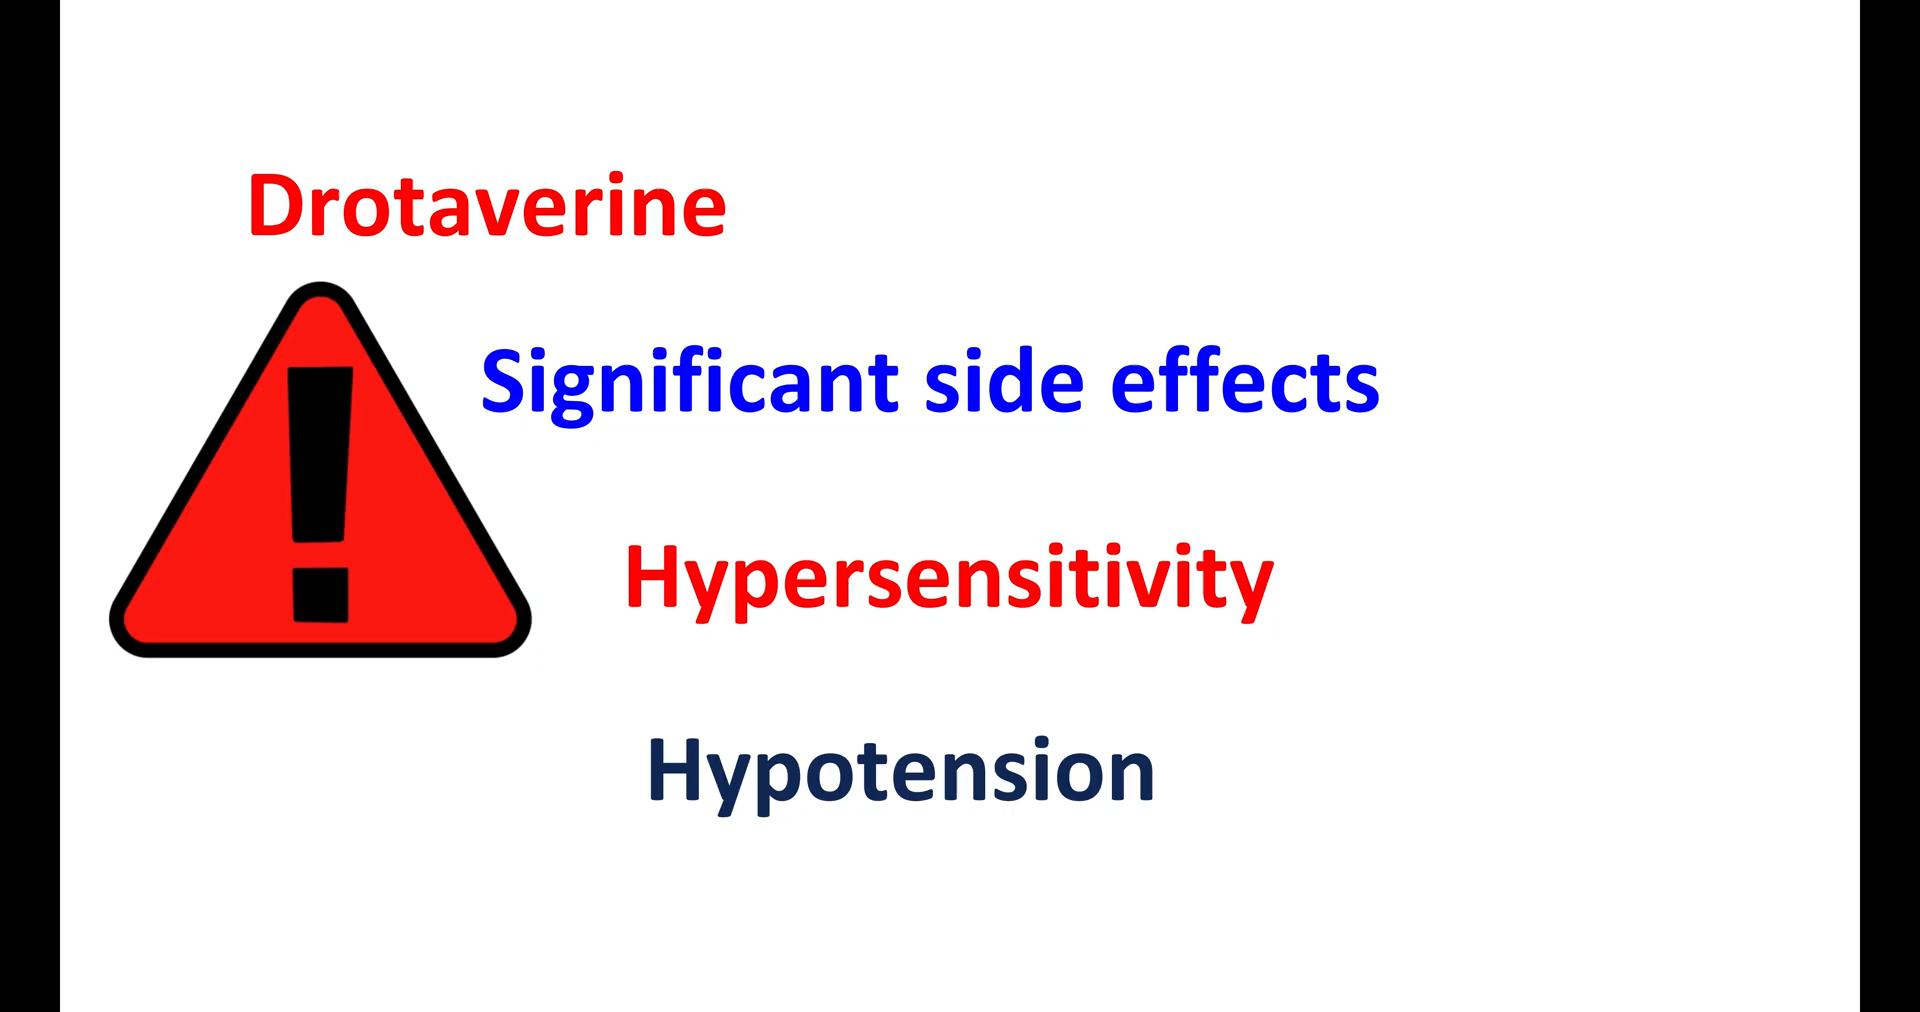 Drotaverine
Significant side effects
Hypersensitivity
Hypotension